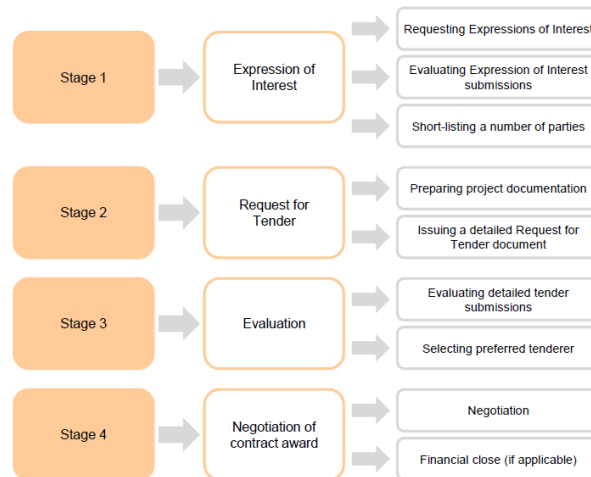 Stage 1
Expression of
Interest
Requesting Expressions of Interest
Evaluating Expression of Interest
submissions
Short-listing a number of parties
Stage 2
Request for
Tender
Preparing project documentation
Issuing a detailed Request for
Tender document
Stage 3
Evaluation
Evaluating detailed tender
submissions
Selecting preferred tenderer
Stage 4
Negotiation of
contract award
Negotiation
Financial close (if applicable)